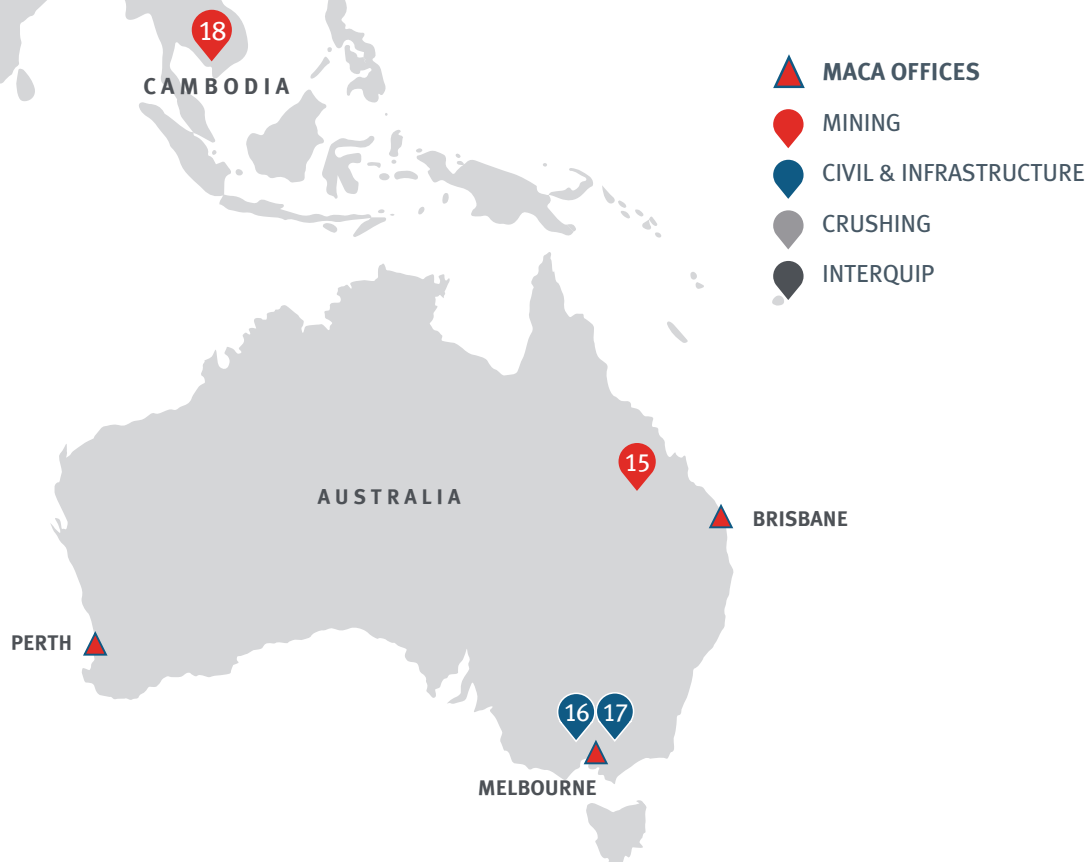 18
CAMBODIA
MACA OFFICES
MINING
CIVIL & INFRASTRUCTURE
CRUSHING
INTERQUIP
15
AUSTRALIA
BRISBANE
PERTH
16 17
MELBOURNE